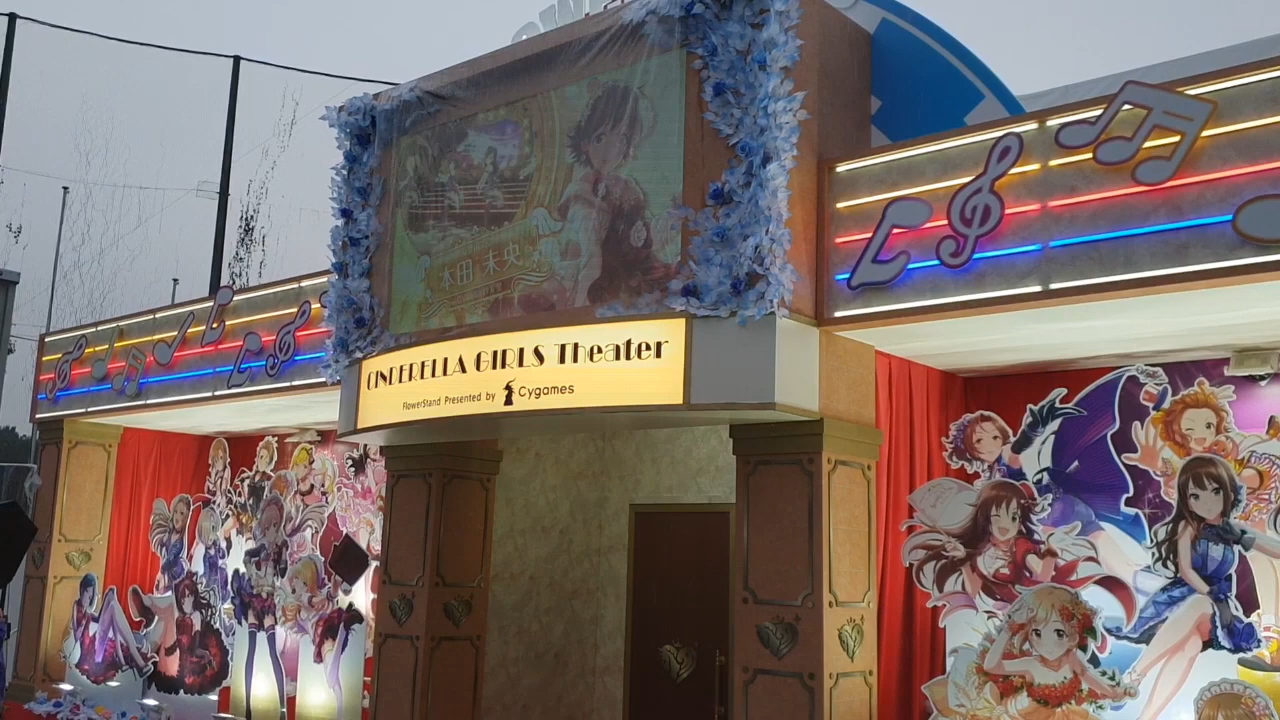 本田 未央
CINDERELLA GIRLS Theater
FlowerStand Presented by Cygames